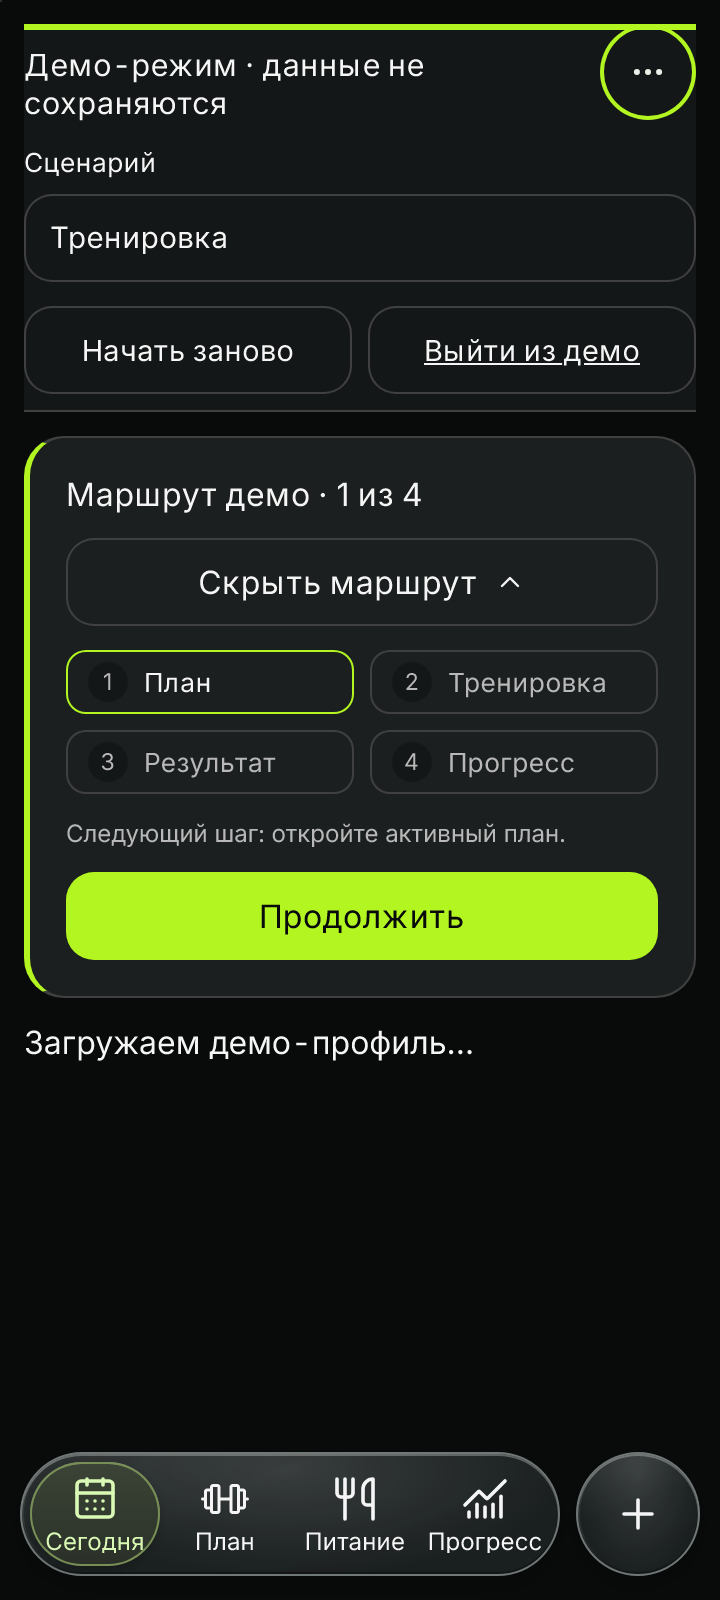 Демо-режим · данные не
сохраняются
Сценарий
Тренировка
Начать заново
Выйти из демо
Маршрут демо · 1 из 4
Скрыть маршрут
1 План
2 Тренировка
3 Результат
4 Прогресс
Следующий шаг: откройте активный план.
Продолжить
Загружаем демо-профиль...
Сегодня
План
Питание
Прогресс